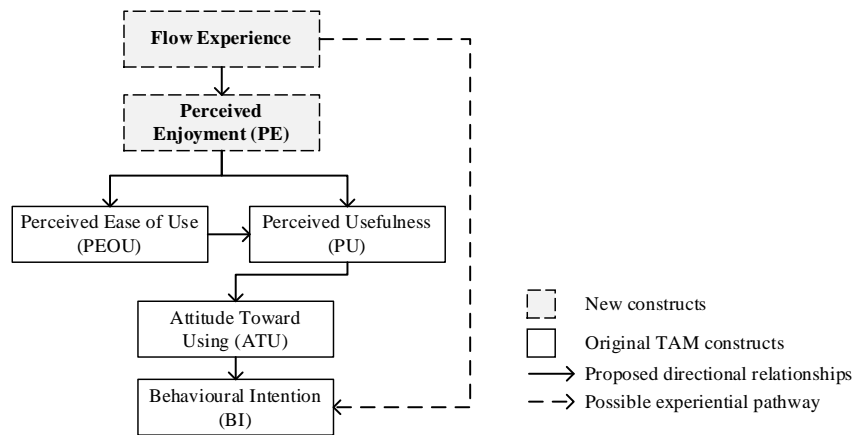 Flow Experience
Perceived
Enjoyment (PE)
Perceived Ease of Use
(PEOU)
Perceived Usefulness
(PU)
Attitude Toward
Using (ATU)
Behavioural Intention
(BI)
New constructs
Original TAM constructs
Proposed directional relationships
Possible experiential pathway